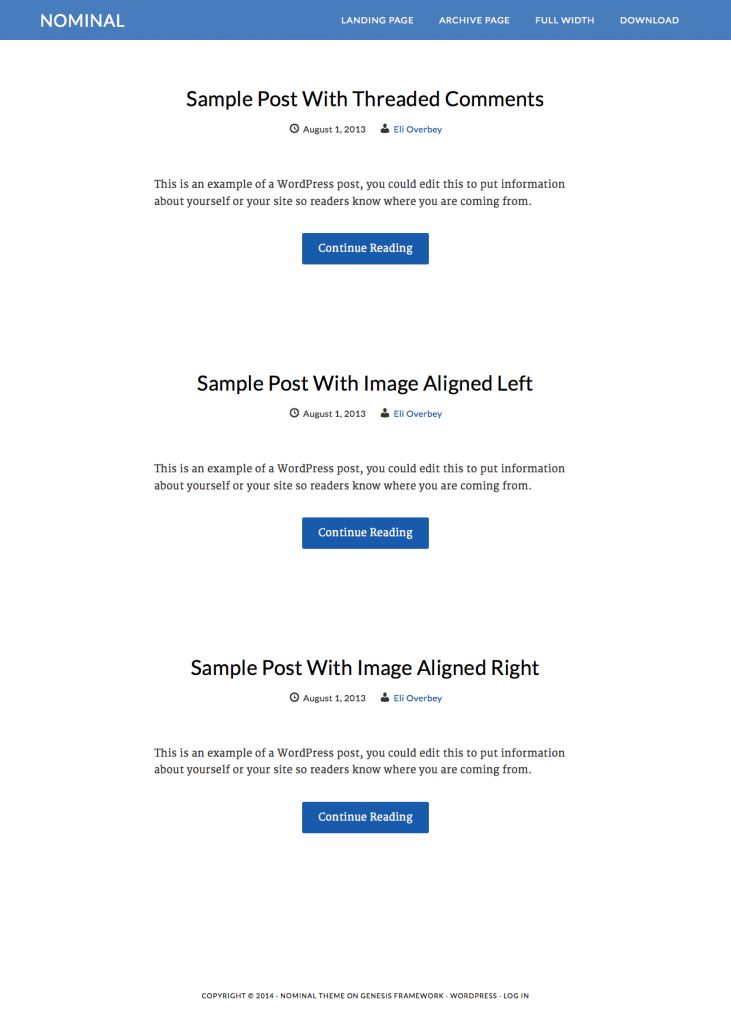 NOMINAL LANDING PAGE ARCHIVE PAGE FULL WIDTH DOWNLOAD
Sample Post With Threaded Comments
August 1, 2013 Eli Overbey
This is an example of a WordPress post, you could edit this to put information
about yourself or your site so readers know where you are coming from.
Continue Reading
Sample Post With Image Aligned Left
August 1, 2013 Eli Overbey
This is an example of a WordPress post, you could edit this to put information
about yourself or your site so readers know where you are coming from.
Continue Reading
Sample Post With Image Aligned Right
August 1, 2013 Eli Overbey
This is an example of a WordPress post, you could edit this to put information
about yourself or your site so readers know where you are coming from.
Continue Reading
COPYRIGHT © 2014 · NOMINAL THEME ON GENESIS FRAMEWORK · WORDPRESS · LOG IN